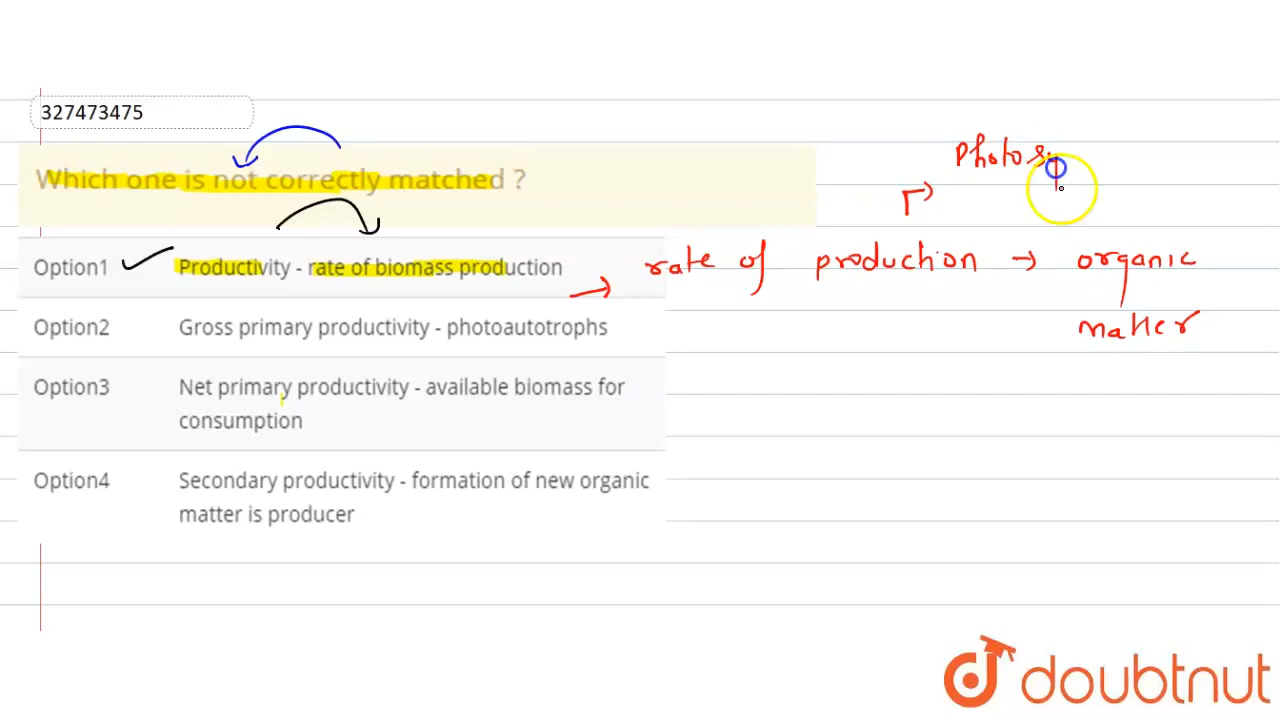 327473475
Which one is not correctly matched ?
Option1 Productivity - rate of biomass production
Option2 Gross primary productivity - photoautotrophs
Option3 Net primary productivity - available biomass for
consumption
Option4 Secondary productivity - formation of new organic
matter is producer
Photos
rate of production → organic
matter
doubtnut